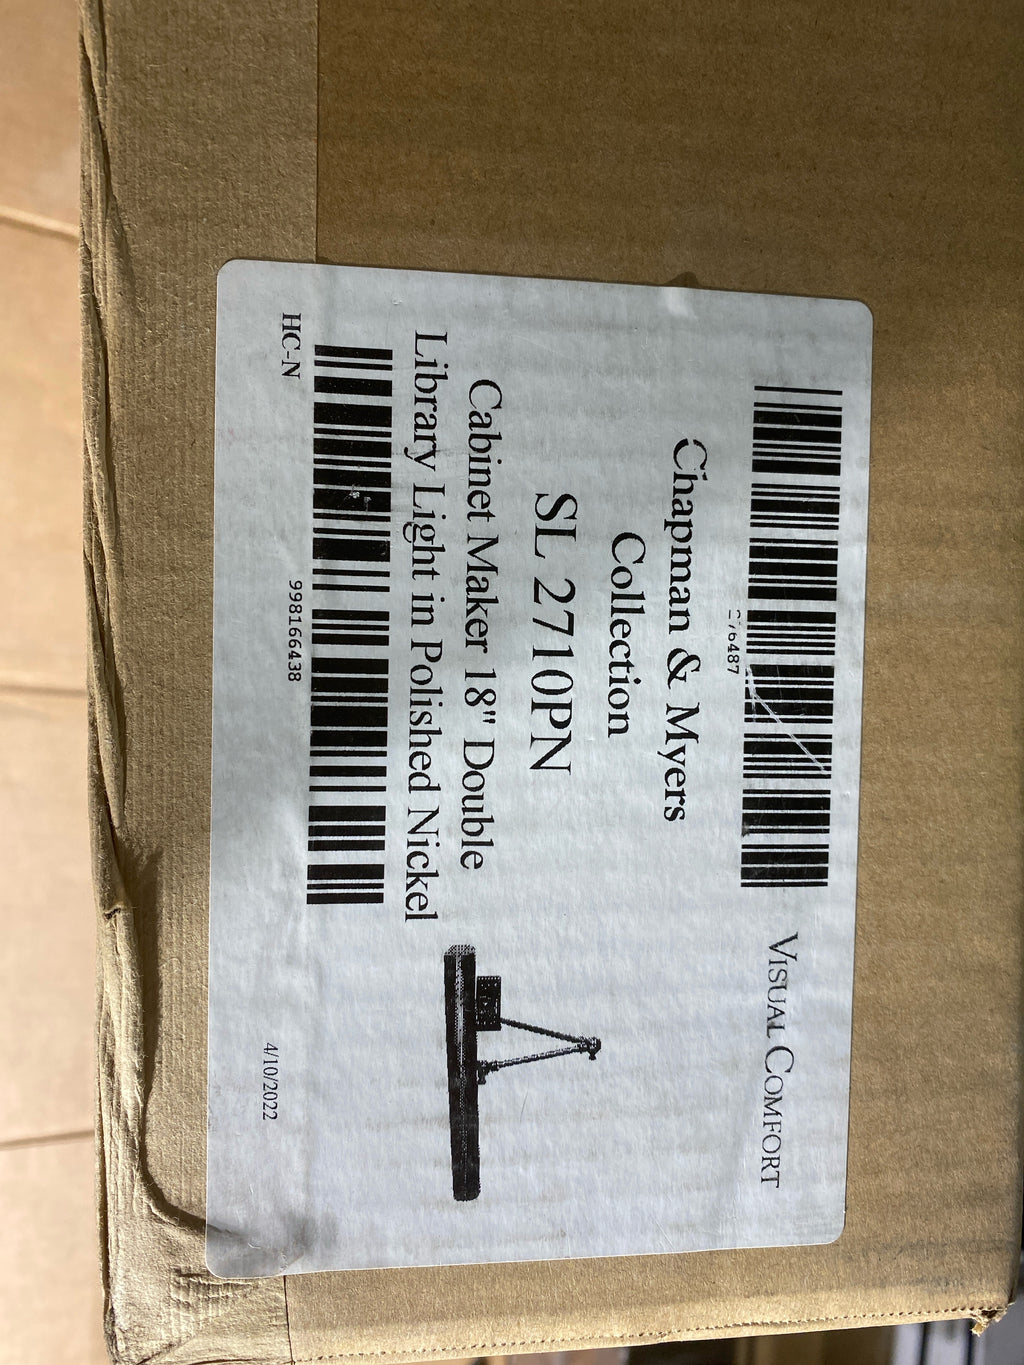 VISUAL COMFORT
Chapman & Myers
Collection
SL 2710PN
Cabinet Maker 18" Double
Library Light in Polished Nickel
998166438
HC-N
4/10/2022